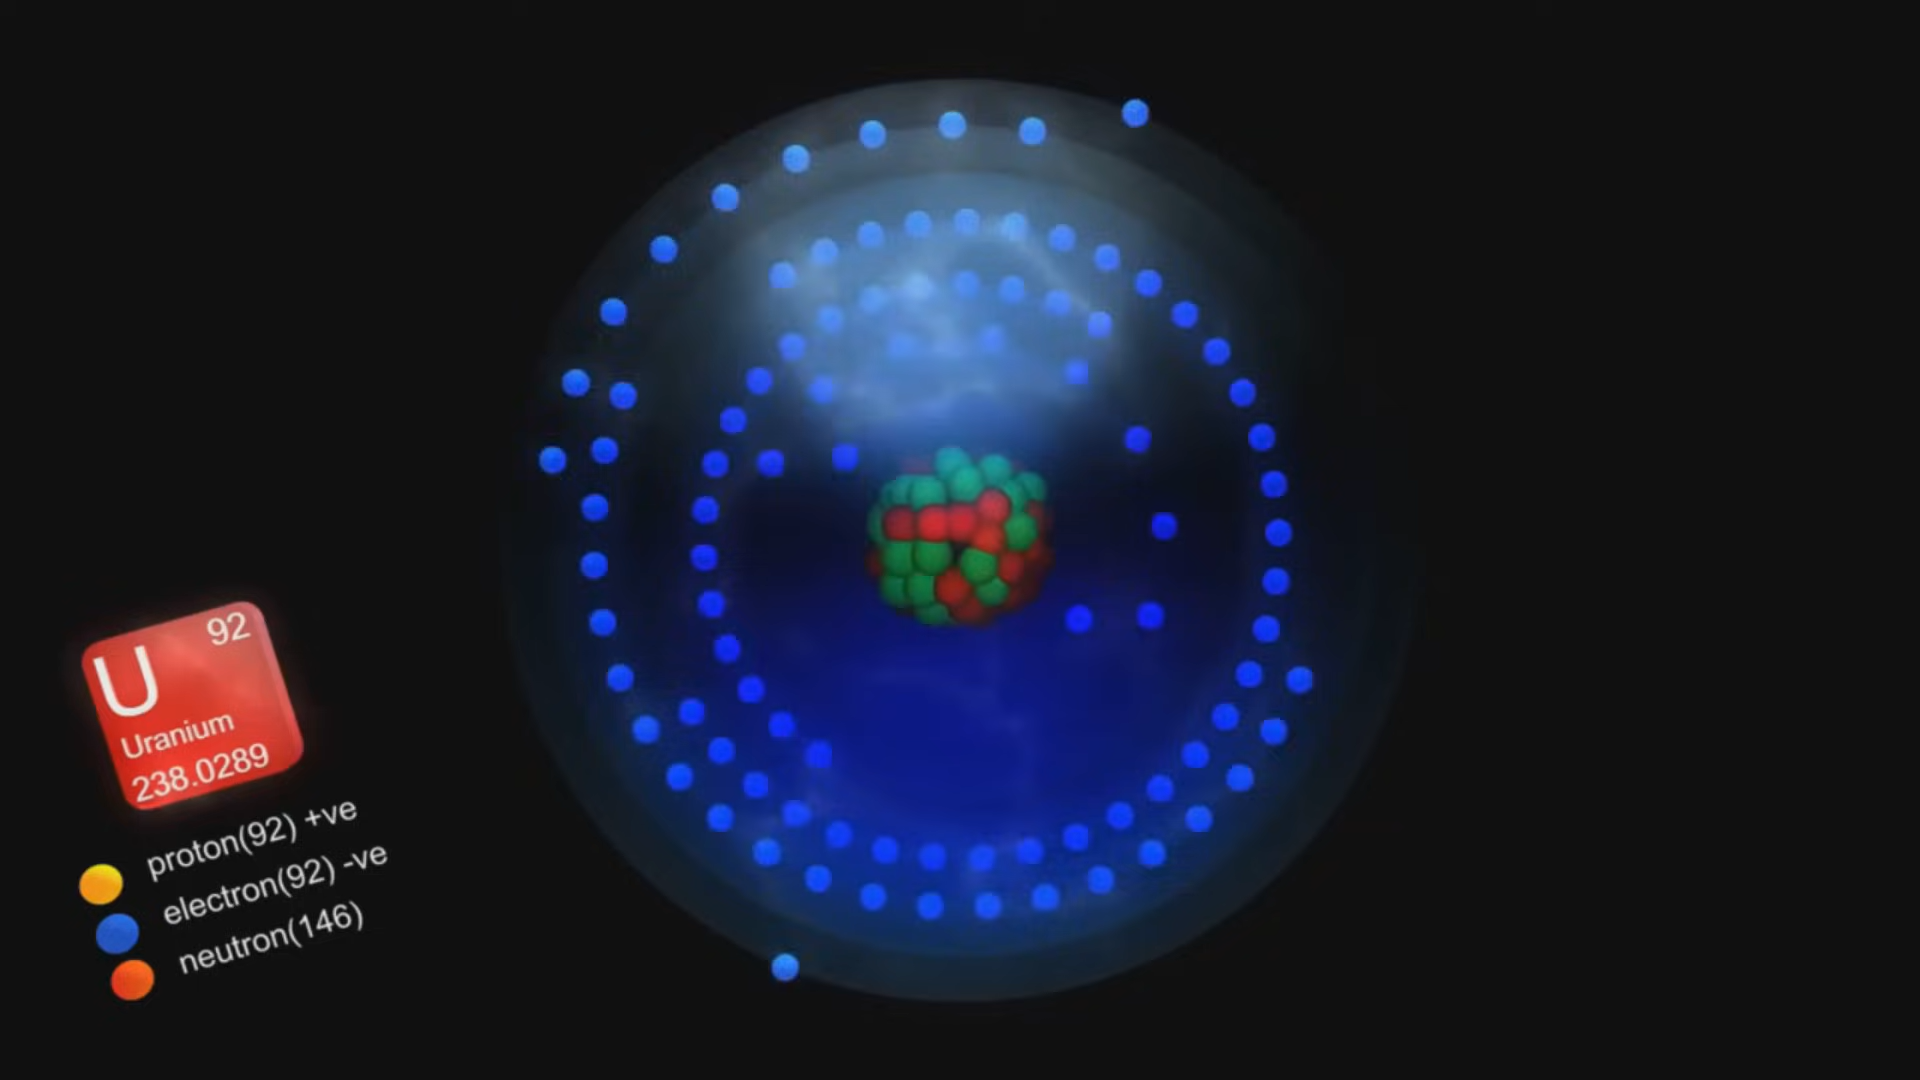 92
U
Uranium
238.0289
proton(92) +ve
electron(92) -ve
neutron(146)